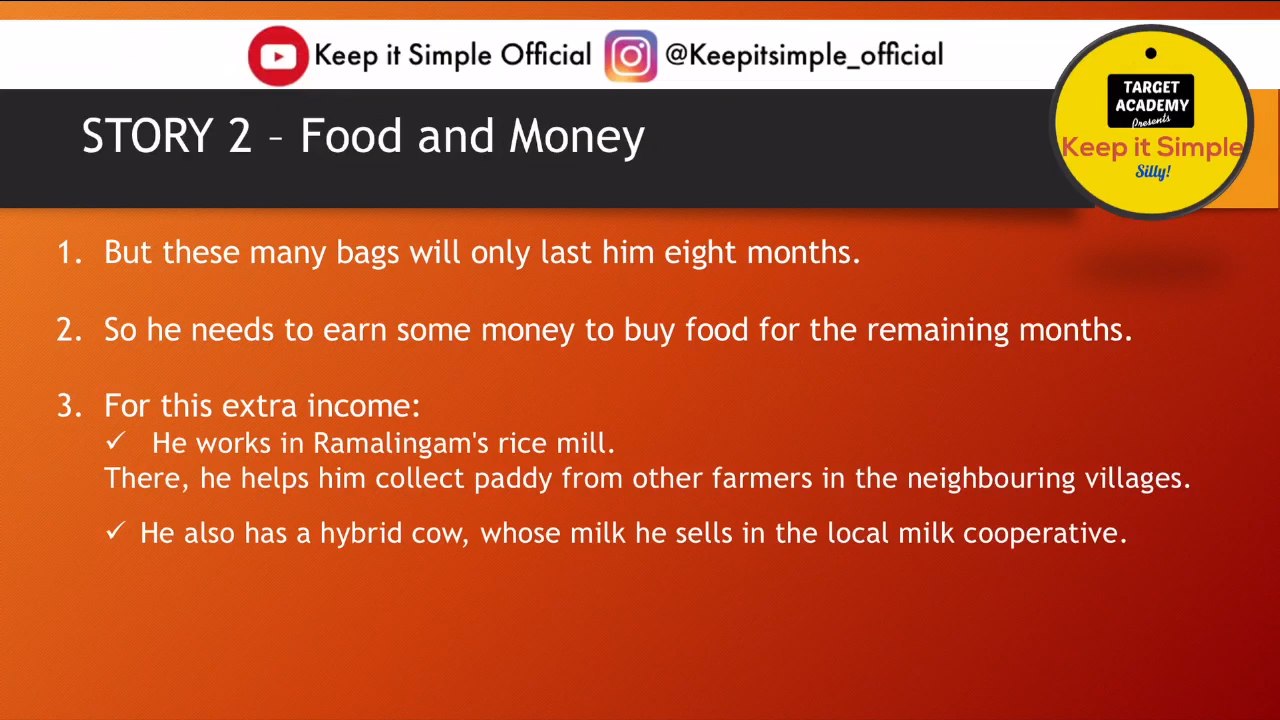 Keep it Simple Official @Keepitsimple_official
TARGET
ACADEMY
Presents
Keep it Simple
Silly!
STORY 2 – Food and Money
1. But these many bags will only last him eight months.
2. So he needs to earn some money to buy food for the remaining months.
3. For this extra income:
✓ He works in Ramalingam's rice mill.
There, he helps him collect paddy from other farmers in the neighbouring villages.
✓ He also has a hybrid cow, whose milk he sells in the local milk cooperative.